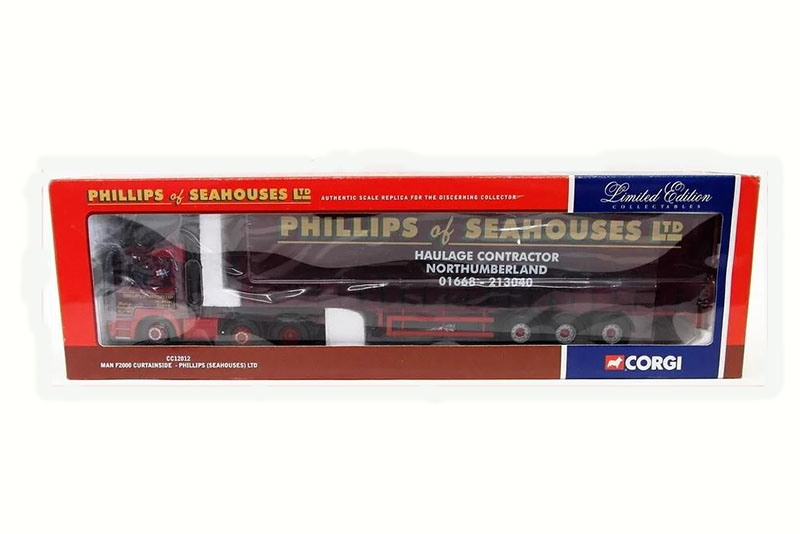 PHILLIPS of SEAHOUSES LTD
AUTHENTIC SCALE REPLICA FOR THE DISCERNING COLLECTOR
Limited Edition
COLLECTABLES
PHILLIPS of SEAHOUSES LTD
HAULAGE CONTRACTOR
NORTHUMBERLAND
01668 - 213040
CC12012
MAN F2000 CURTAINSIDE - PHILLIPS (SEAHOUSES) LTD
CORGI